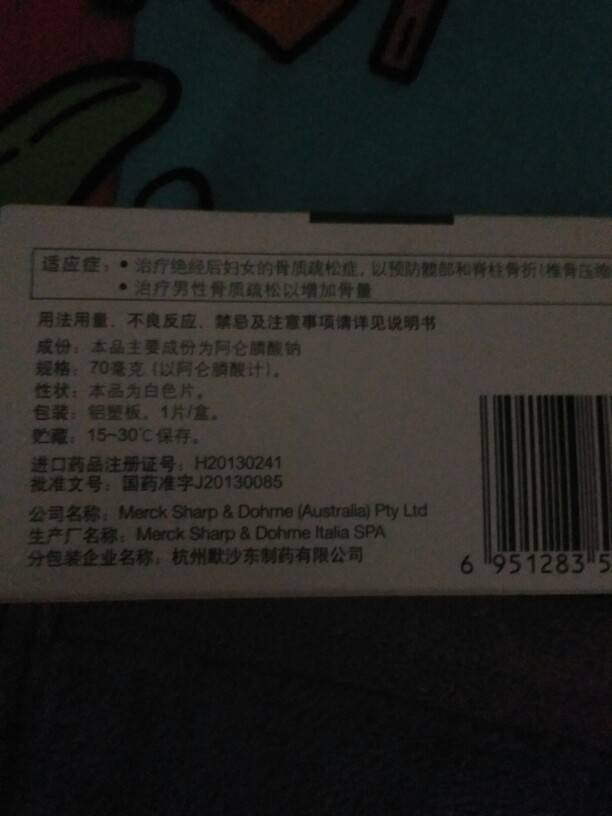 适应症：• 治疗绝经后妇女的骨质疏松症，以预防髋部和脊柱骨折(椎骨压缩
• 治疗男性骨质疏松以增加骨量
用法用量、不良反应、禁忌及注意事项请详见说明书
成份：本品主要成份为阿仑膦酸钠。
规格：70毫克（以阿仑膦酸计）。
性状：本品为白色片。
包装：铝塑板。1片/盒。
贮藏：15~30℃保存。
进口药品注册证号：H20130241
批准文号：国药准字J20130085
公司名称：Merck Sharp & Dohme (Australia) Pty Ltd
生产厂名称：Merck Sharp & Dohme Italia SPA
分包装企业名称：杭州默沙东制药有限公司
6 951283 5